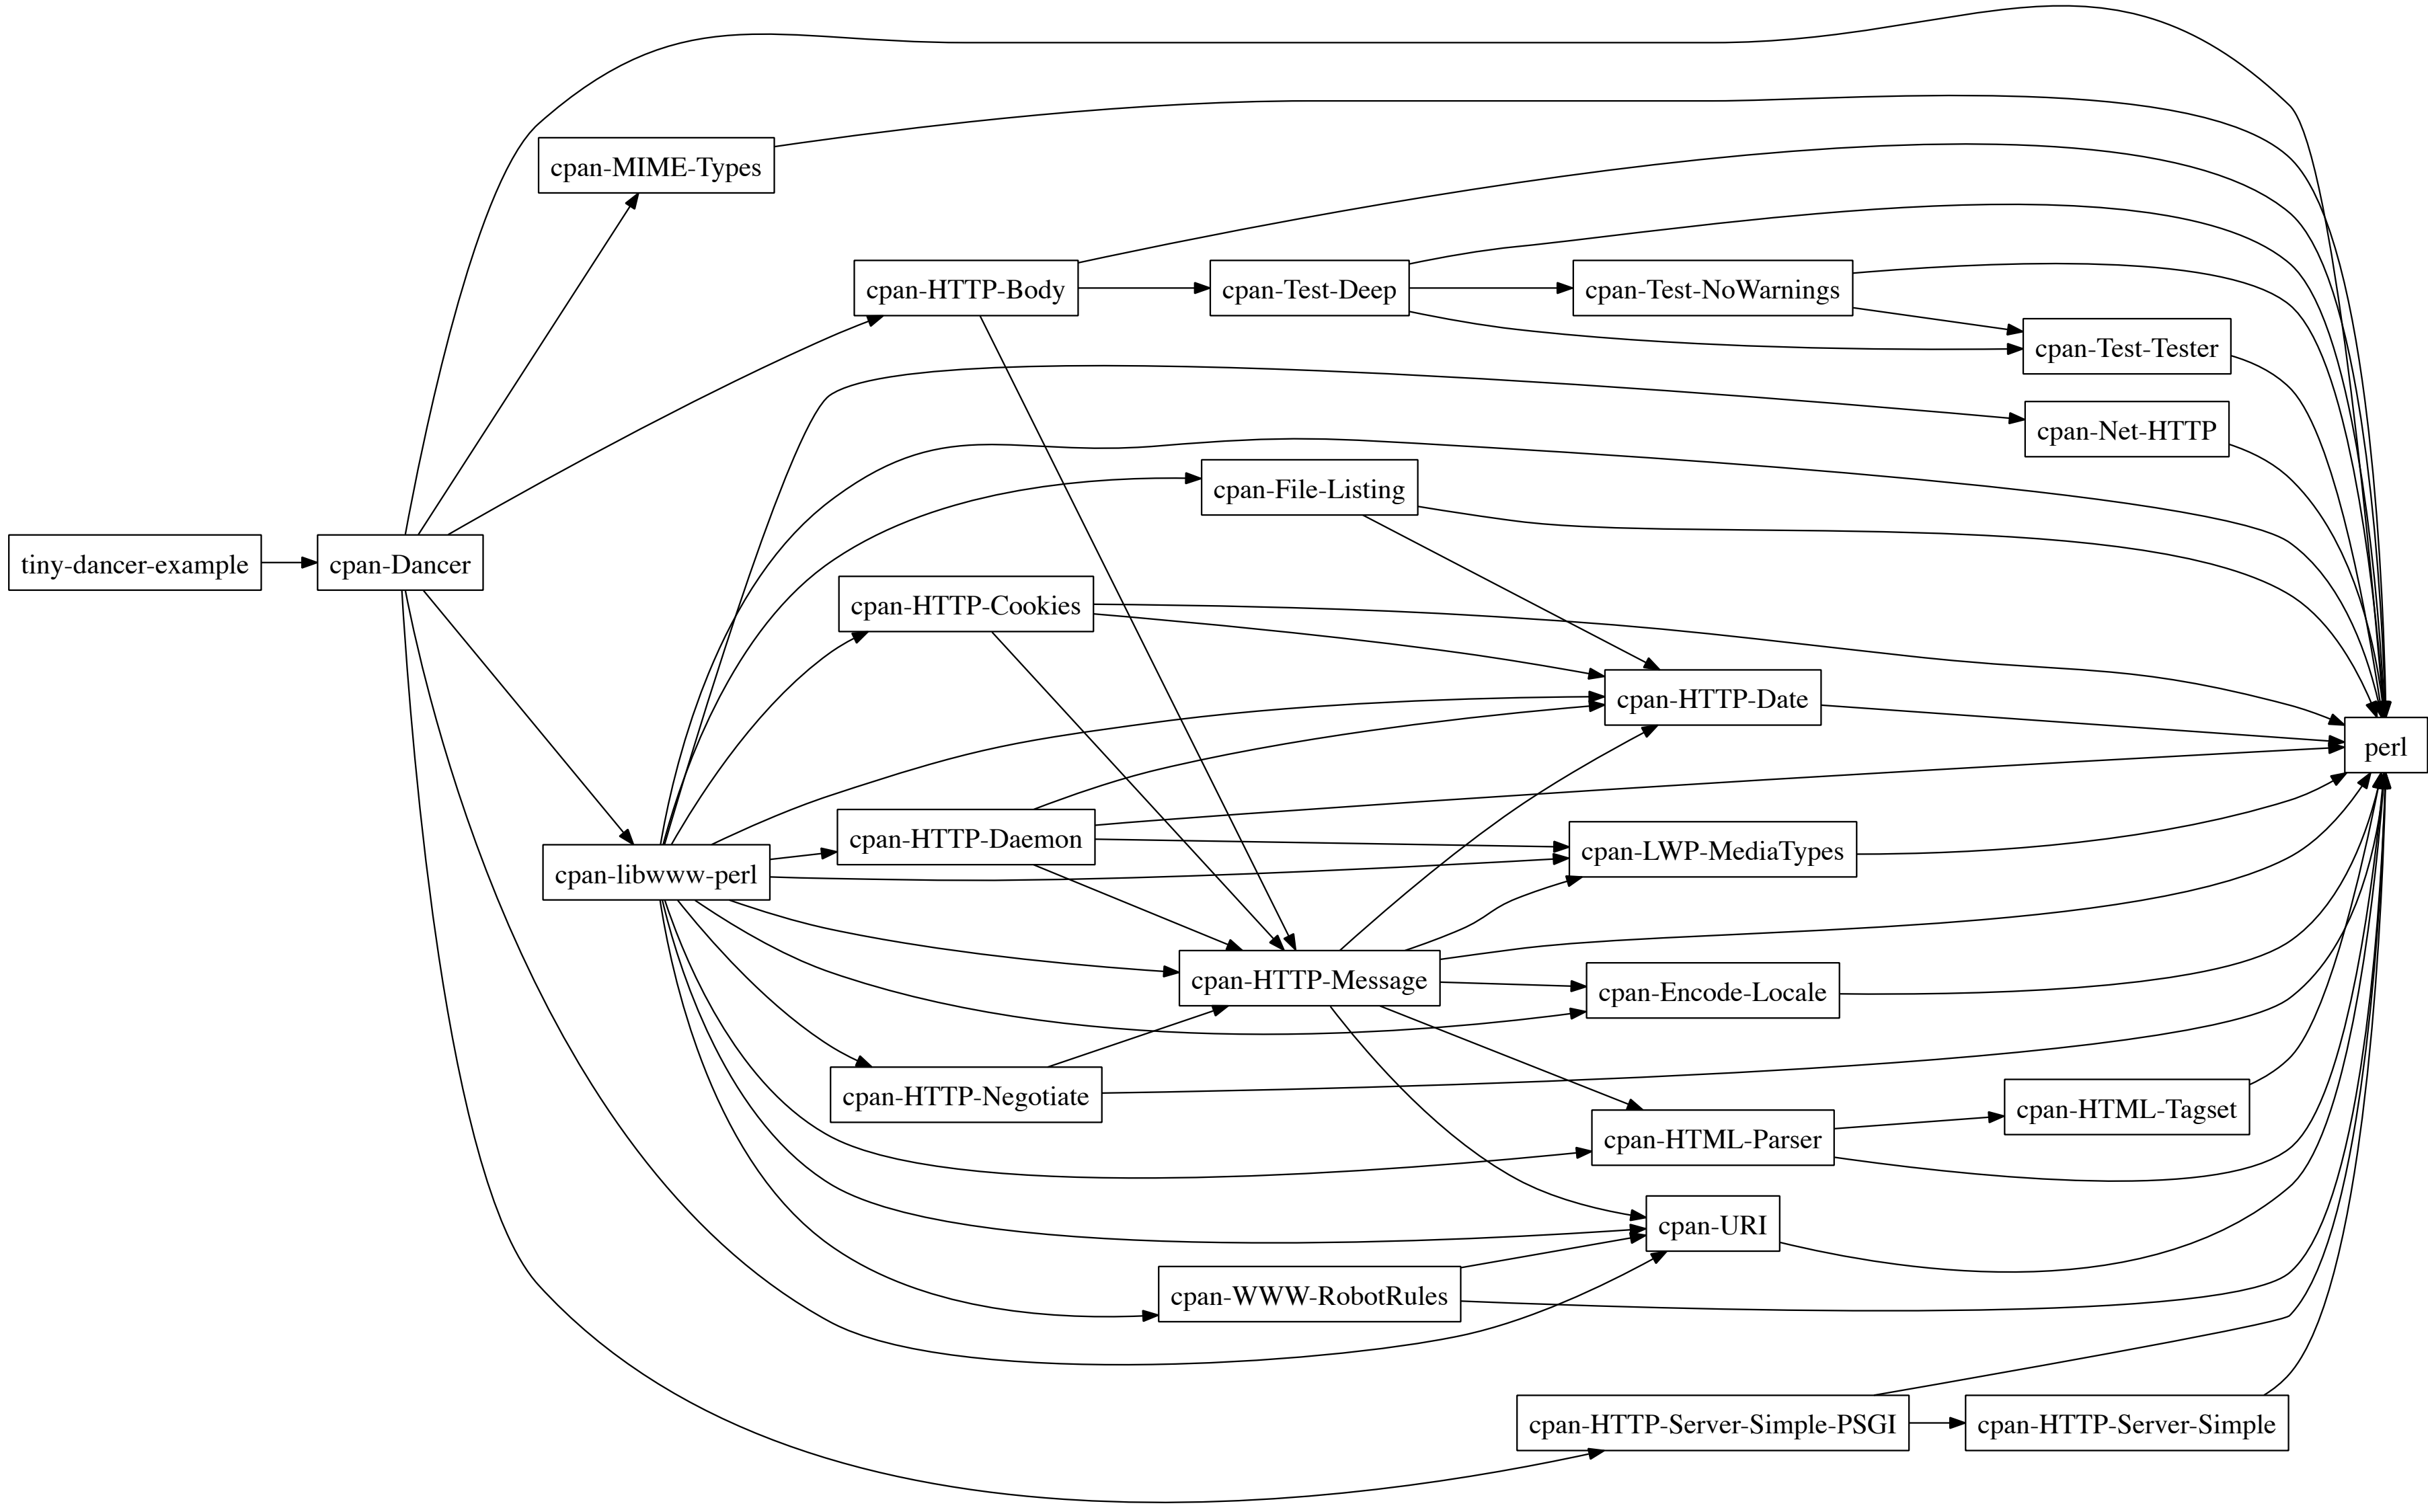 cpan-MIME-Types
cpan-HTTP-Body
cpan-Test-Deep
cpan-Test-NoWarnings
cpan-Test-Tester
cpan-Net-HTTP
cpan-File-Listing
tiny-dancer-example
cpan-Dancer
cpan-HTTP-Cookies
cpan-HTTP-Date
perl
cpan-HTTP-Daemon
cpan-LWP-MediaTypes
cpan-libwww-perl
cpan-HTTP-Message
cpan-Encode-Locale
cpan-HTTP-Negotiate
cpan-HTML-Tagset
cpan-HTML-Parser
cpan-URI
cpan-WWW-RobotRules
cpan-HTTP-Server-Simple-PSGI
cpan-HTTP-Server-Simple